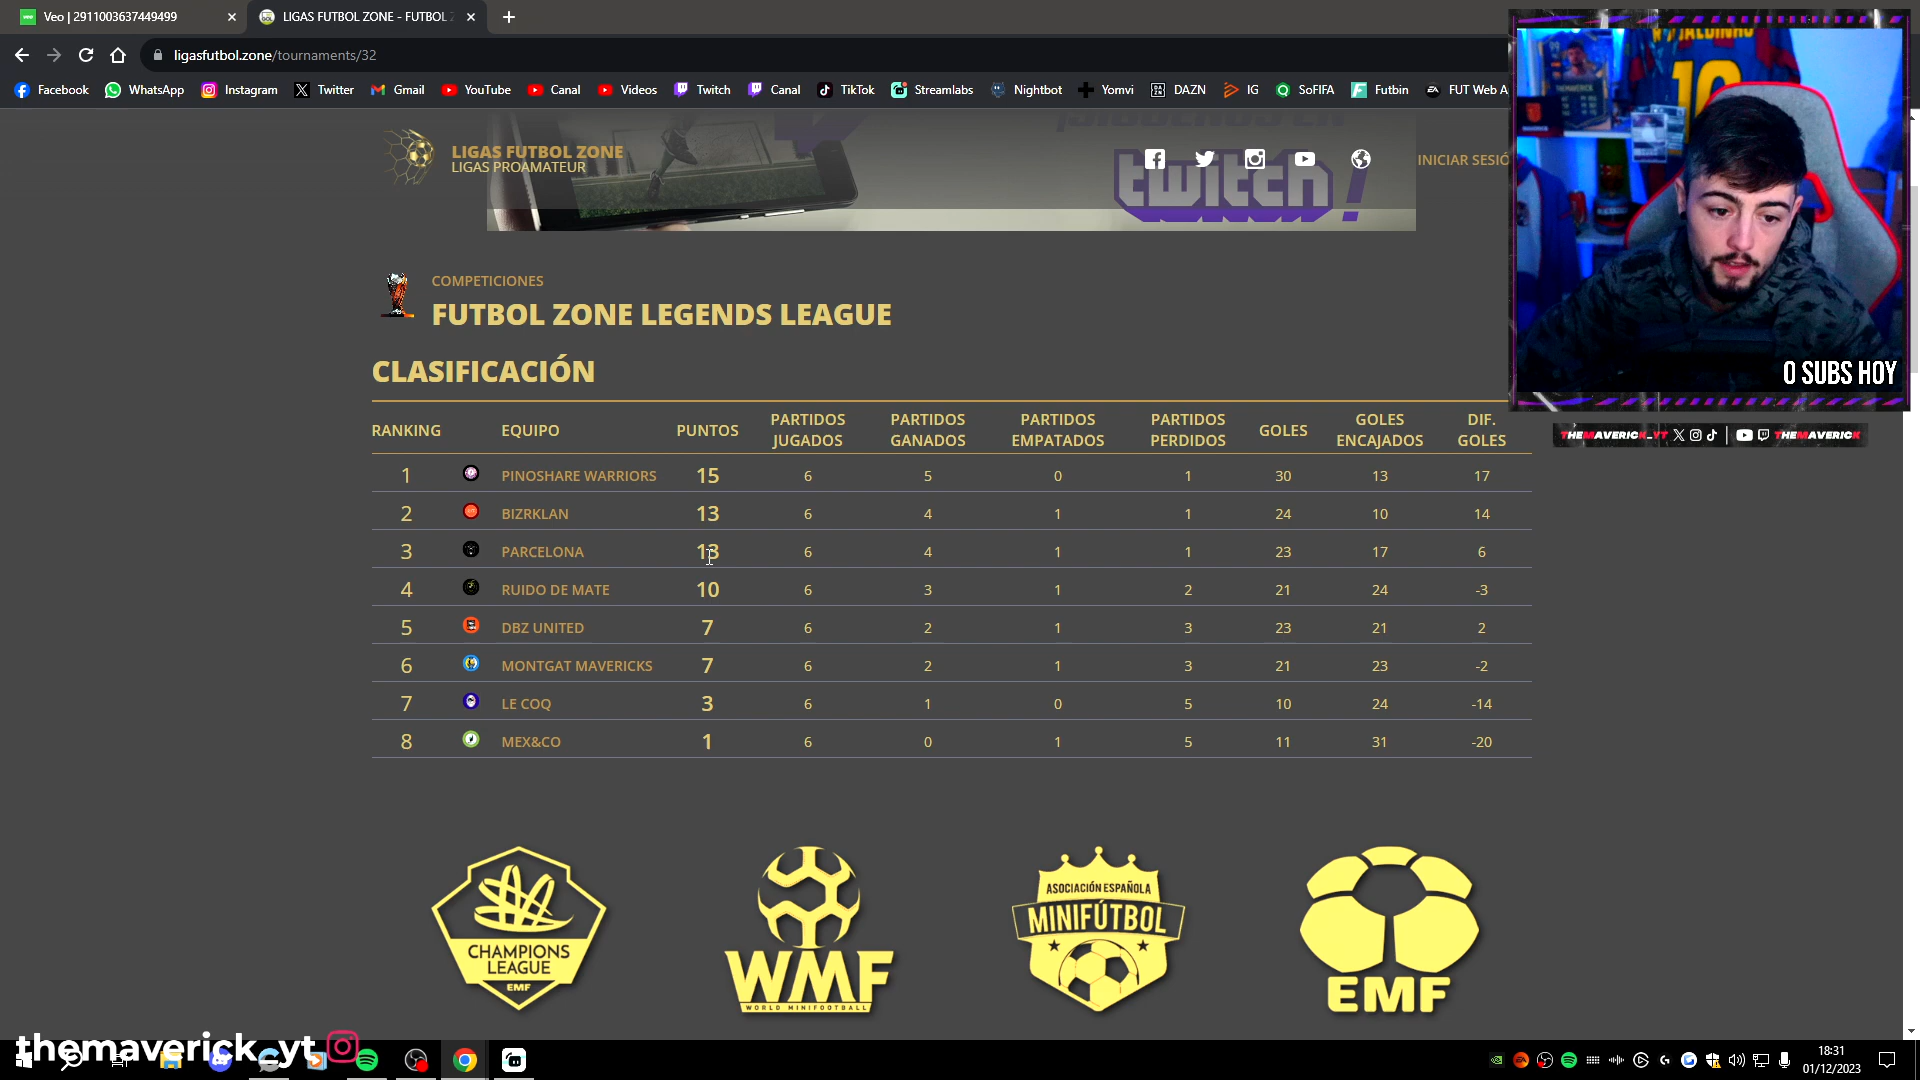 Veo | 2911003637449499
LIGAS FUTBOL ZONE - FUTBOL
ligasfutbol.zone/tournaments/32
Facebook WhatsApp Instagram Twitter Gmail YouTube Canal Videos Twitch Canal TikTok Streamlabs Nightbot Yomvi DAZN IG SoFIFA Futbin FUT Web A
LIGAS FUTBOL ZONE
LIGAS PROAMATEUR
twitch!
INICIAR SESIÓ
10
0 SUBS HOY
THEMAVERICK_YT THEMAVERICK
COMPETICIONES
FUTBOL ZONE LEGENDS LEAGUE
CLASIFICACIÓN
RANKING EQUIPO PUNTOS PARTIDOS JUGADOS PARTIDOS GANADOS PARTIDOS EMPATADOS PARTIDOS PERDIDOS GOLES GOLES ENCAJADOS DIF. GOLES
1 PINOSHARE WARRIORS 15 6 5 0 1 30 13 17
2 BIZRKLAN 13 6 4 1 1 24 10 14
3 PARCELONA 13 6 4 1 1 23 17 6
4 RUIDO DE MATE 10 6 3 1 2 21 24 -3
5 DBZ UNITED 7 6 2 1 3 23 21 2
6 MONTGAT MAVERICKS 7 6 2 1 3 21 23 -2
7 LE COQ 3 6 1 0 5 10 24 -14
8 MEX&CO 1 6 0 1 5 11 31 -20
CHAMPIONS
LEAGUE
EMF
WMF
WORLD MINIFOOTBALL
ASOCIACIÓN ESPAÑOLA
MINIFÚTBOL
EMF
themaverick_yt
18:31
01/12/2023